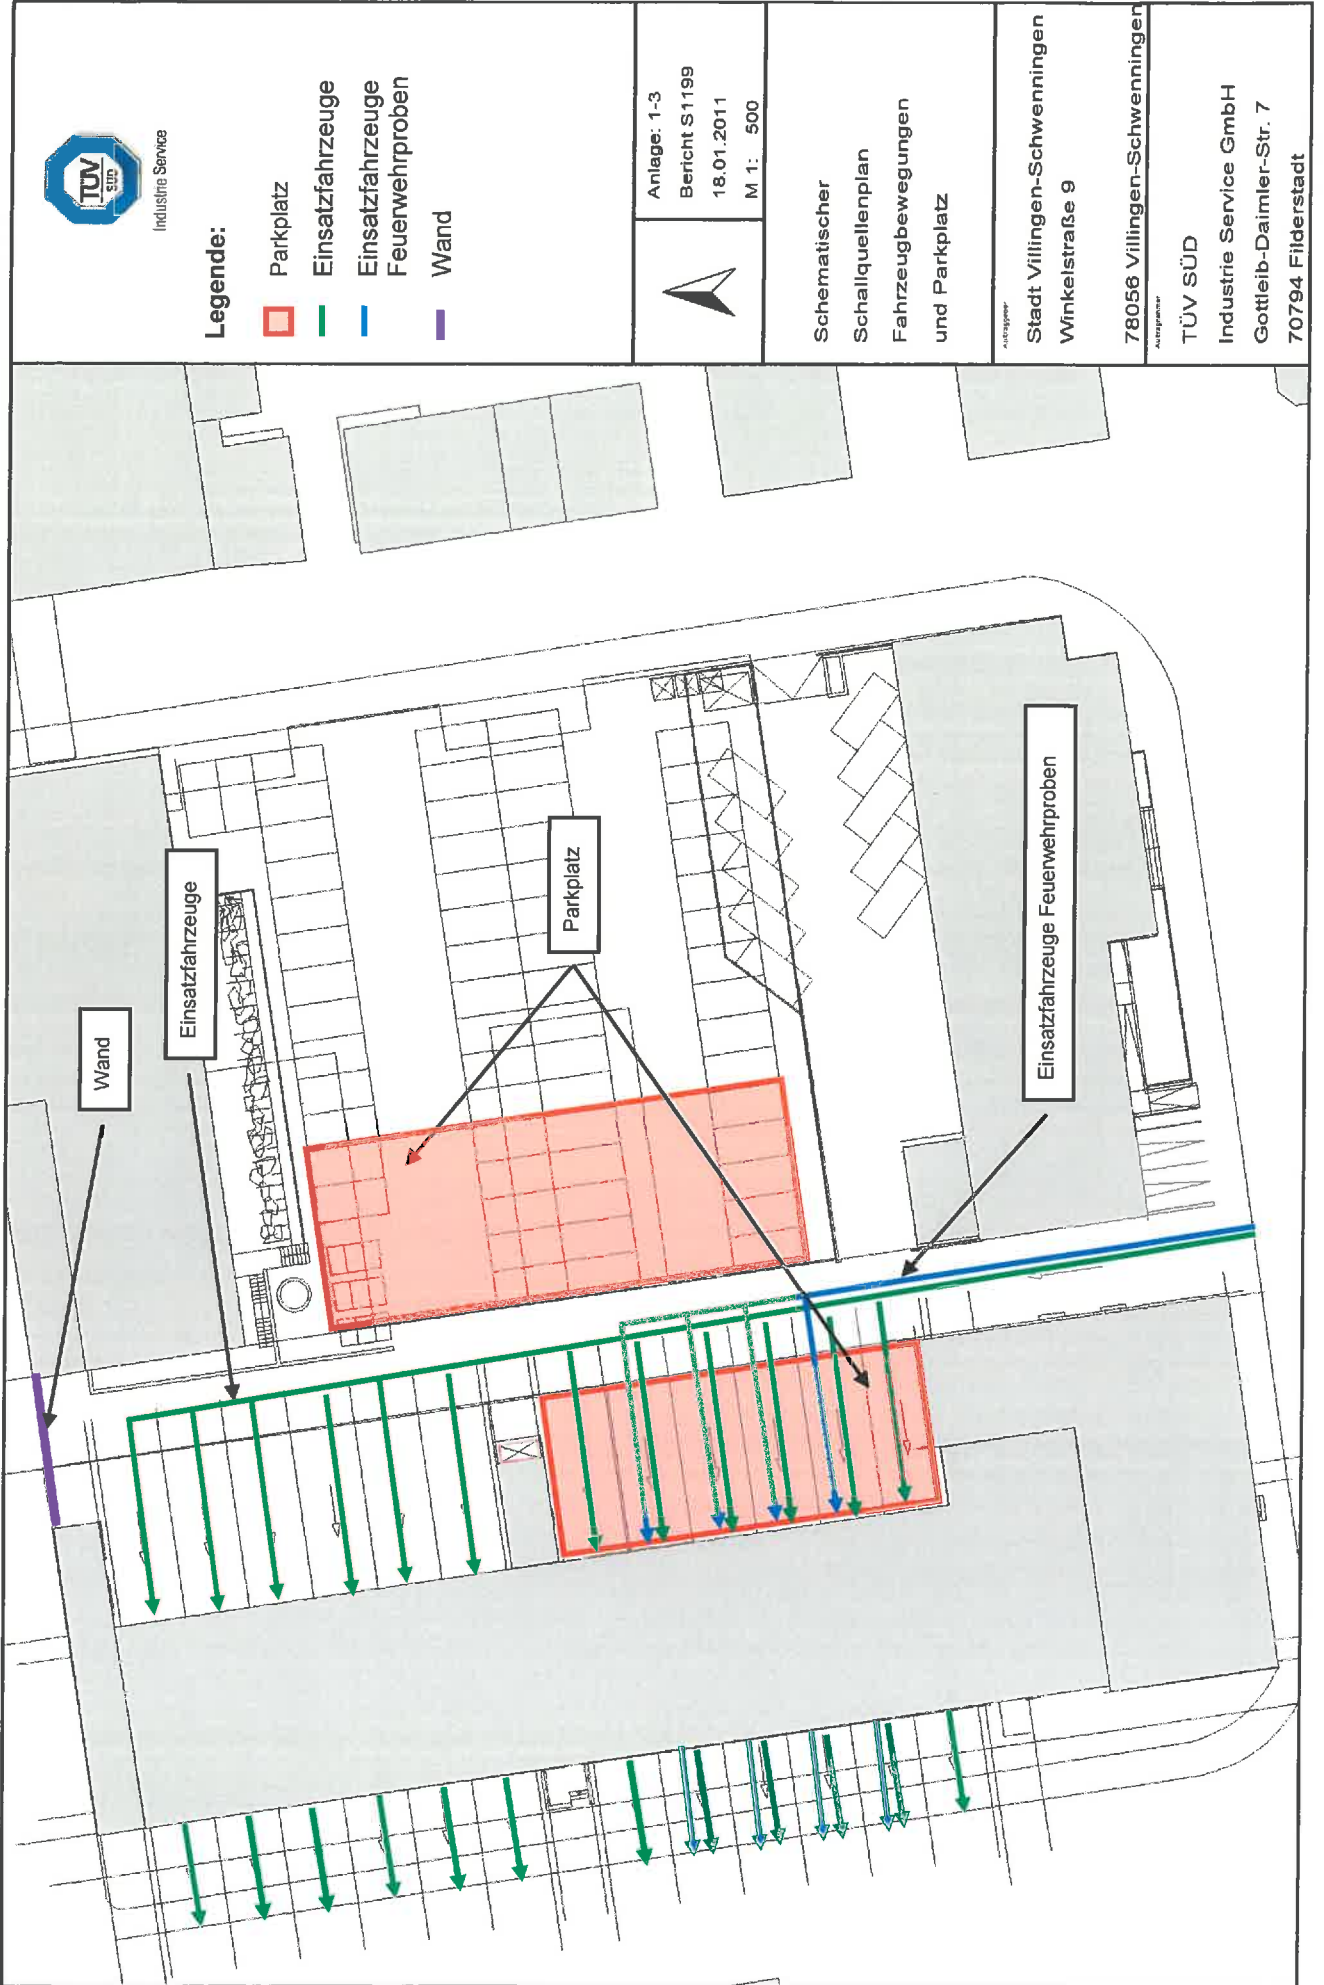 TÜV
SÜD
Industrie Service
Legende:
Parkplatz
Einsatzfahrzeuge
Einsatzfahrzeuge
Feuerwehrproben
Wand
Anlage: 1-3
Bericht S1199
18.01.2011
M 1: 500
Schematischer
Schallquellenplan
Fahrzeugbewegungen
und Parkplatz
Auftraggeber
Stadt Villingen-Schwenningen
Winkelstraße 9
78056 Villingen-Schwenningen
Auftragnehmer
TÜV SÜD
Industrie Service GmbH
Gottleib-Daimler-Str. 7
70794 Filderstadt
Wand
Einsatzfahrzeuge
Parkplatz
Einsatzfahrzeuge Feuerwehrproben